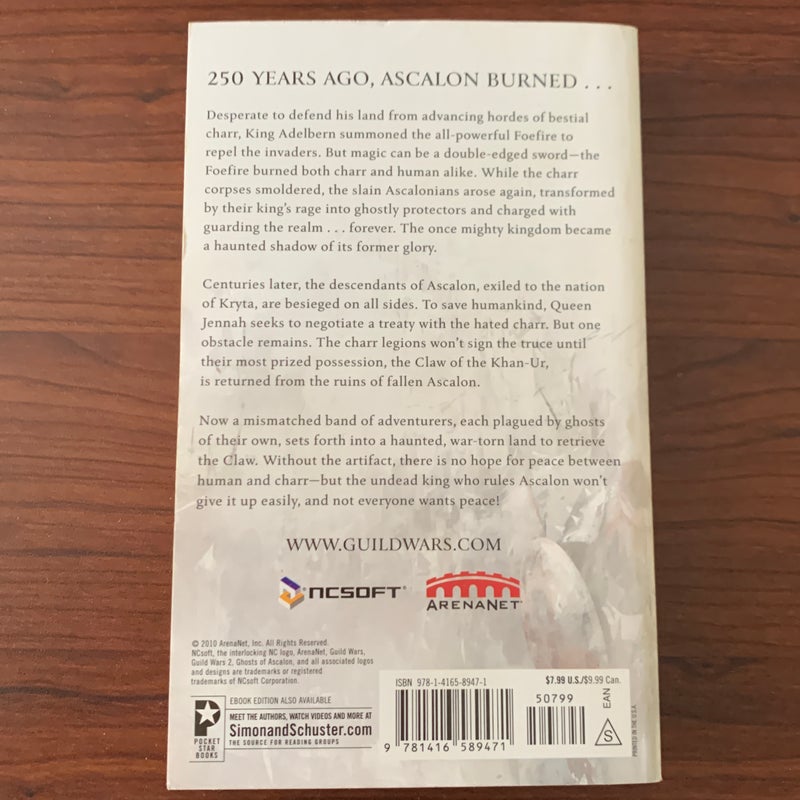 250 YEARS AGO, ASCALON BURNED . . .
Desperate to defend his land from advancing hordes of bestial
charr, King Adelbern summoned the all-powerful Foefire to
repel the invaders. But magic can be a double-edged sword—the
Foefire burned both charr and human alike. While the charr
corpses smoldered, the slain Ascalonians arose again, transformed
by their king's rage into ghostly protectors and charged with
guarding the realm . . . forever. The once mighty kingdom became
a haunted shadow of its former glory.
Centuries later, the descendants of Ascalon, exiled to the nation
of Kryta, are besieged on all sides. To save humankind, Queen
Jennah seeks to negotiate a treaty with the hated charr. But one
obstacle remains. The charr legions won't sign the truce until
their most prized possession, the Claw of the Khan-Ur,
is returned from the ruins of fallen Ascalon.
Now a mismatched band of adventurers, each plagued by ghosts
of their own, sets forth into a haunted, war-torn land to retrieve
the Claw. Without the artifact, there is no hope for peace between
human and charr—but the undead king who rules Ascalon won't
give it up easily, and not everyone wants peace!
WWW.GUILDWARS.COM
NCSOFT
ARENANET
© 2010 ArenaNet, Inc. All Rights Reserved.
NCsoft, the interlocking NC logo, ArenaNet, Guild Wars,
Guild Wars 2, Ghosts of Ascalon, and all associated logos
and designs are trademarks or registered
trademarks of NCsoft Corporation.
EBOOK EDITION ALSO AVAILABLE
MEET THE AUTHORS, WATCH VIDEOS AND MORE AT
SimonandSchuster.com
THE SOURCE FOR READING GROUPS
POCKET
STAR
BOOKS
ISBN 978-1-4165-8947-1
$7.99 U.S./$9.99 Can.
50799
9 781416 589471
EAN
S
PRINTED IN THE U.S.A.